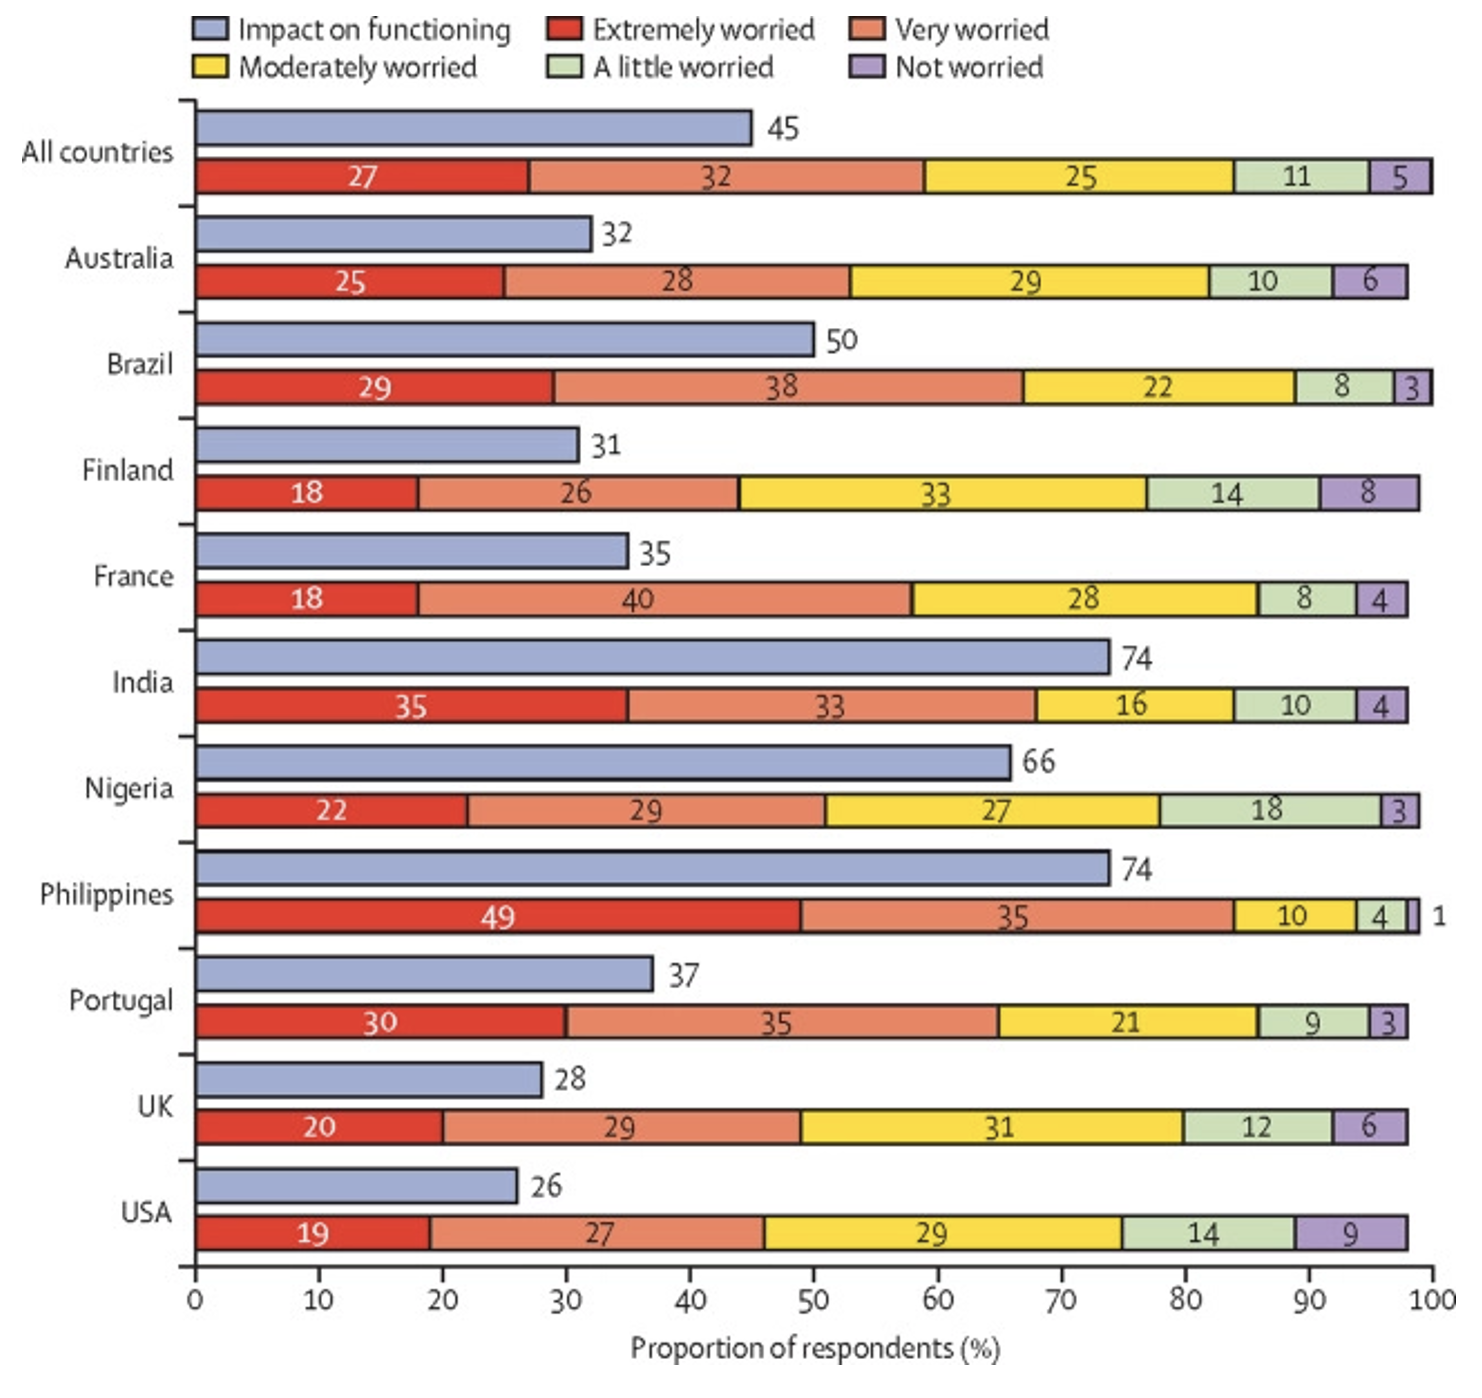 Impact on functioning Extremely worried Very worried
Moderately worried A little worried Not worried
All countries
45
27 32 25 11 5
Australia
32
25 28 29 10 6
Brazil
50
29 38 22 8 3
Finland
31
18 26 33 14 8
France
35
18 40 28 8 4
India
74
35 33 16 10 4
Nigeria
66
22 29 27 18 3
Philippines
74
49 35 10 4 1
Portugal
37
30 35 21 9 3
UK
28
20 29 31 12 6
USA
26
19 27 29 14 9
0 10 20 30 40 50 60 70 80 90 100
Proportion of respondents (%)